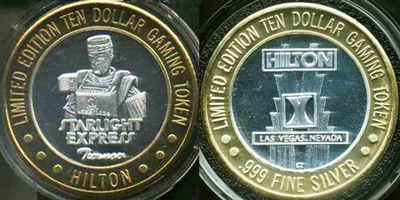 LIMITED EDITION TEN DOLLAR GAMING TOKEN
STARLIGHT
EXPRESS
HILTON
LIMITED EDITION TEN DOLLAR GAMING TOKEN
HILTON
LAS VEGAS, NEVADA
CT
.999 FINE SILVER